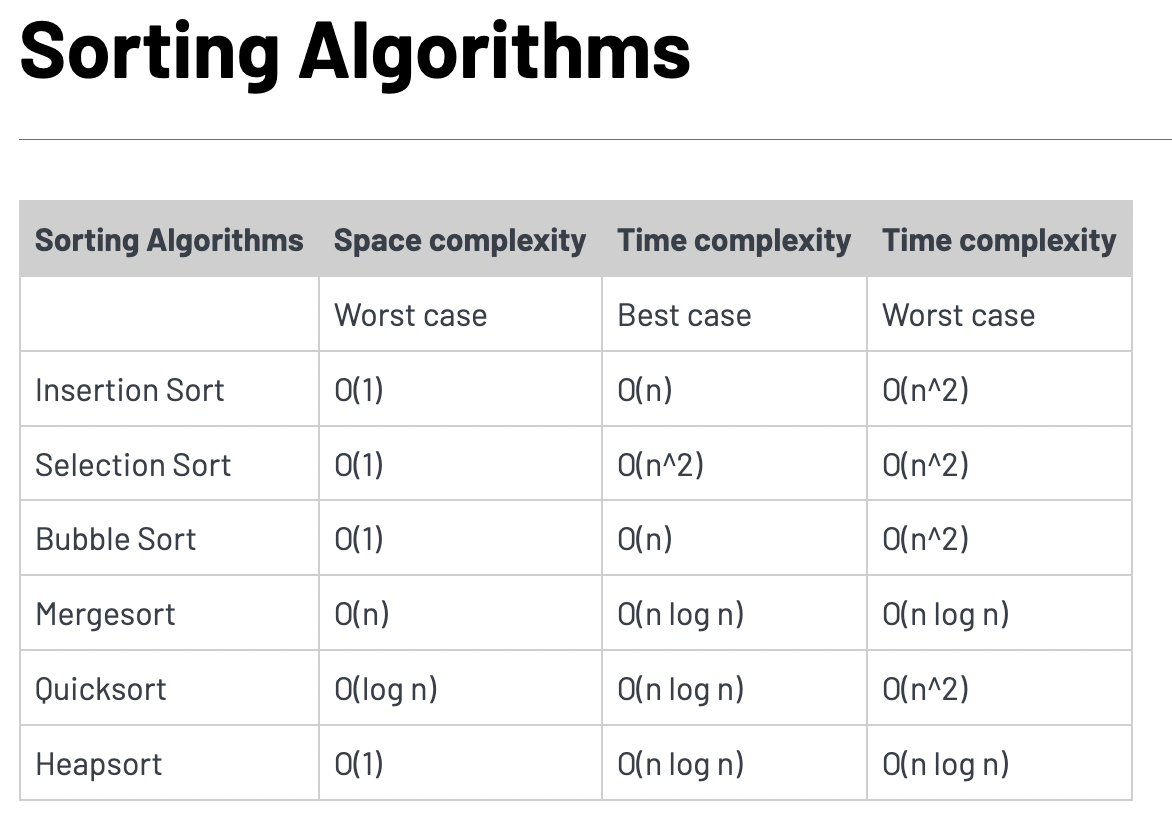 Sorting Algorithms
Sorting Algorithms Space complexity Time complexity Time complexity
Worst case Best case Worst case
Insertion Sort O(1) O(n) O(n^2)
Selection Sort O(1) O(n^2) O(n^2)
Bubble Sort O(1) O(n) O(n^2)
Mergesort O(n) O(n log n) O(n log n)
Quicksort O(log n) O(n log n) O(n^2)
Heapsort O(1) O(n log n) O(n log n)